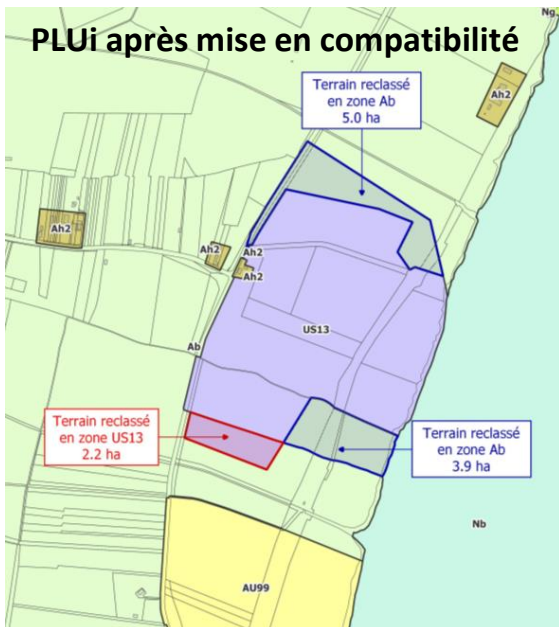 PLUi après mise en compatibilité
Ng
Terrain reclassé
en zone Ab
5.0 ha
Ah2
Ah2
Ah2
Ah2
Ah2
US13
Ab
Terrain reclassé
en zone US13
2.2 ha
Terrain reclassé
en zone Ab
3.9 ha
Nb
AU99